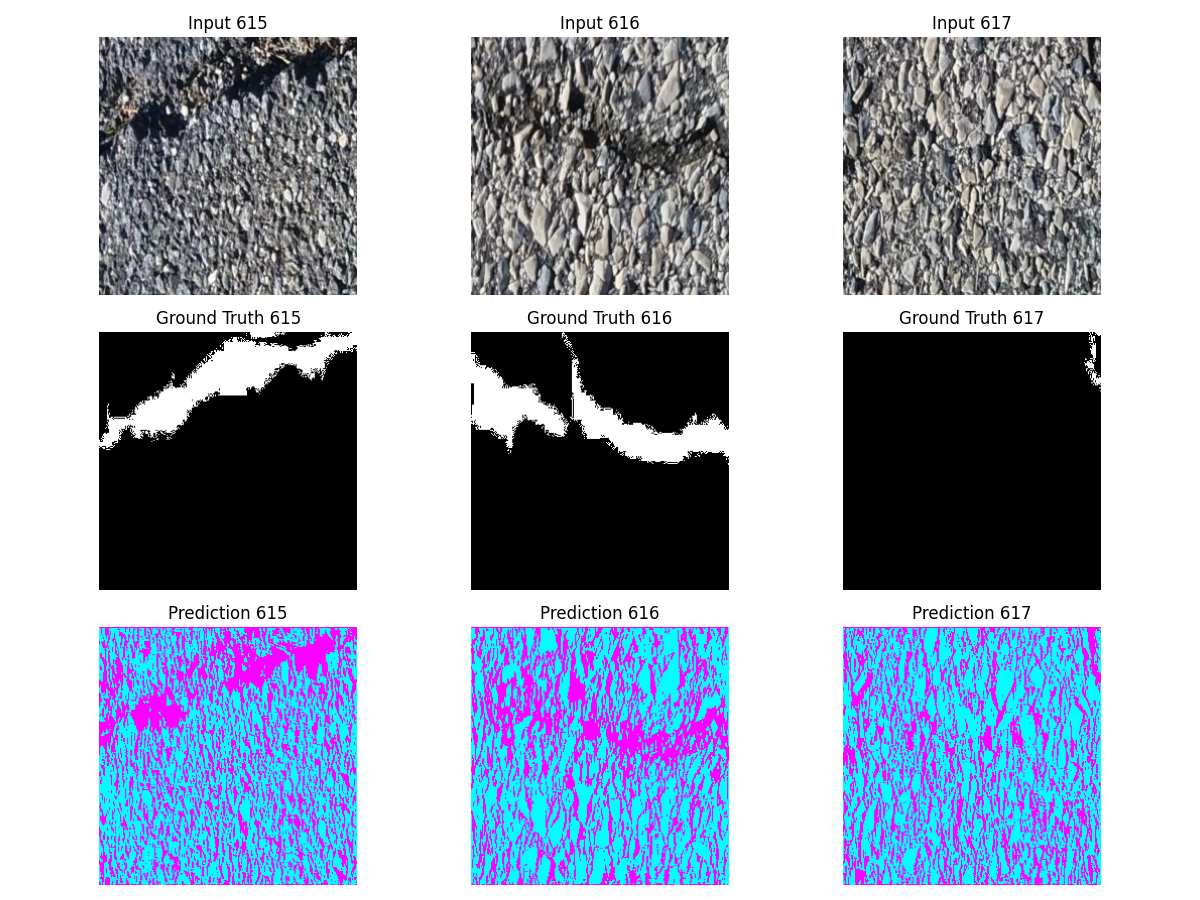 Input 615
Input 616
Input 617
Ground Truth 615
Ground Truth 616
Ground Truth 617
Prediction 615
Prediction 616
Prediction 617